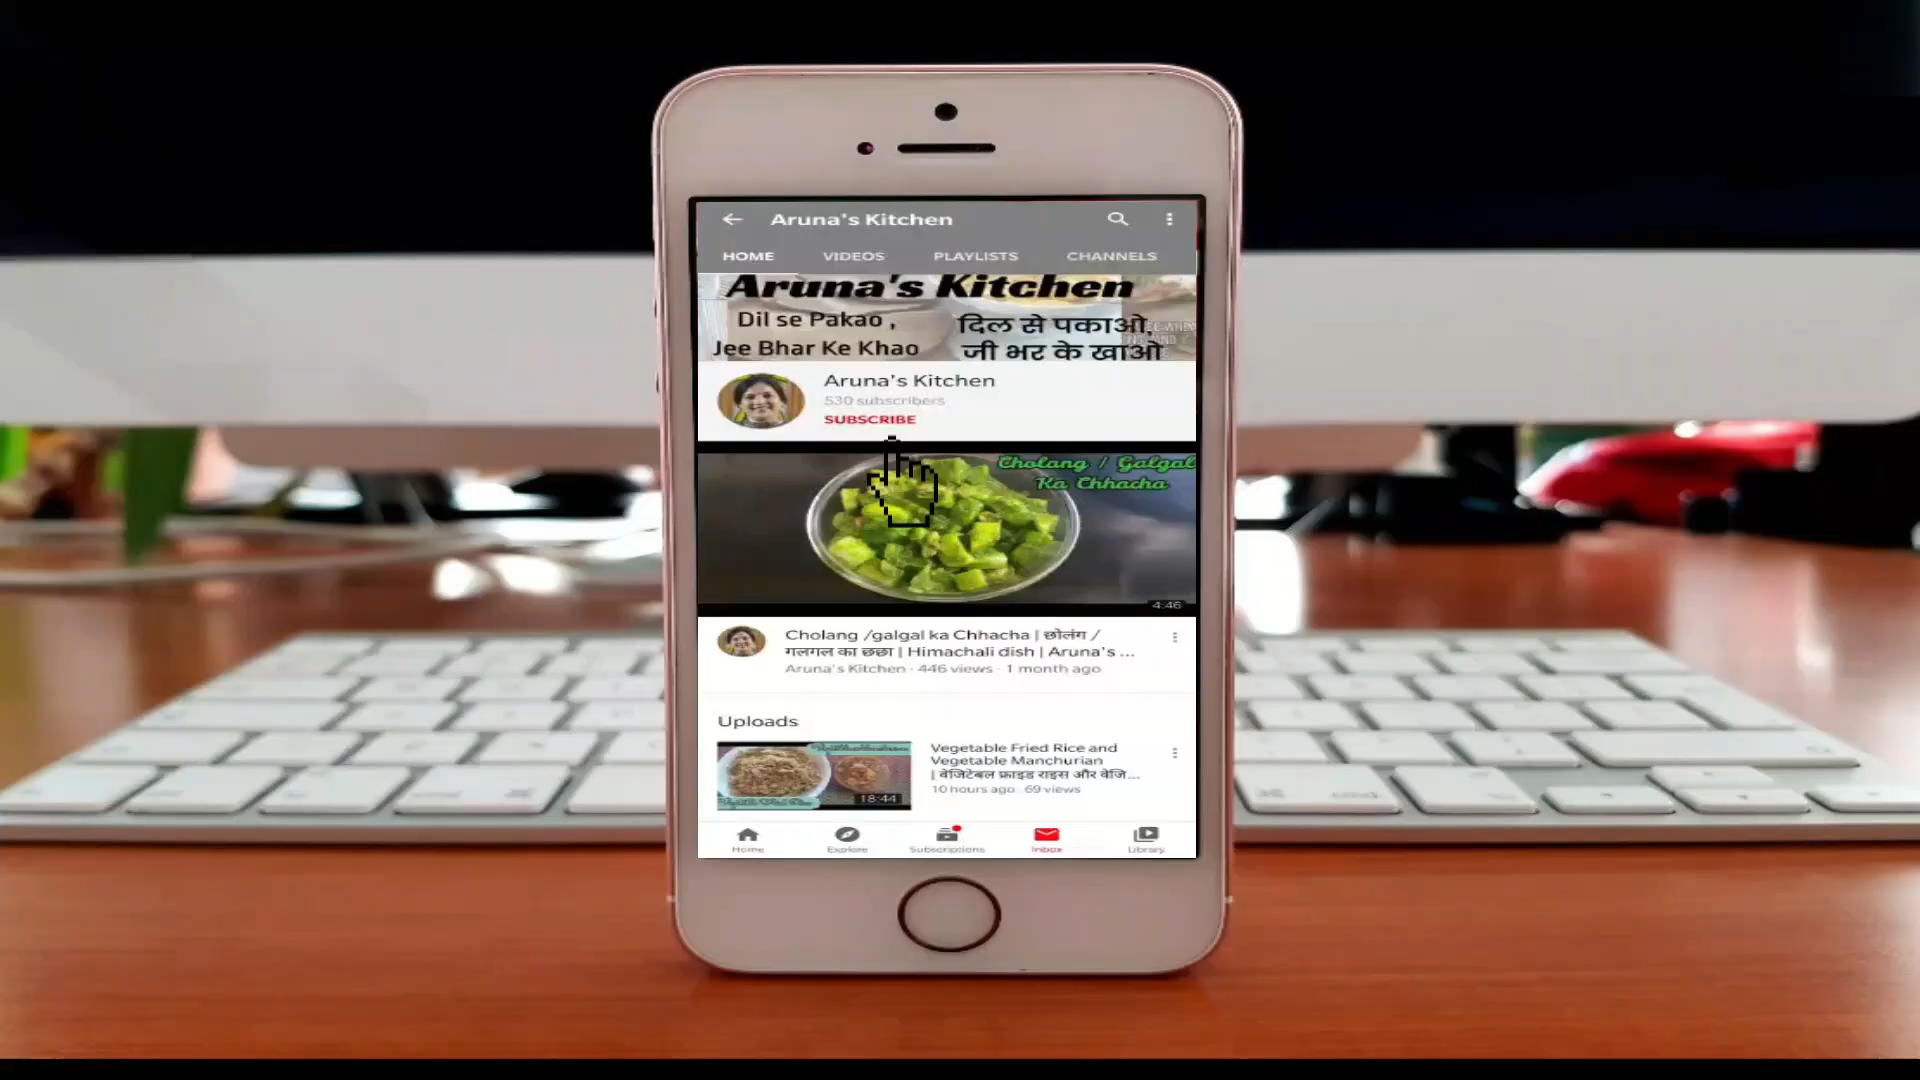 Aruna's Kitchen
HOME VIDEOS PLAYLISTS CHANNELS
Aruna's Kitchen
Dil se Pakao ,
Jee Bhar Ke Khao
दिल से पकाओ,
जी भर के खाओ
Aruna's Kitchen
530 subscribers
SUBSCRIBE
Cholang / Galgal
Ka Chhacha
4:46
Cholang /galgal ka Chhacha | छोलंग /
गलगल का छछा | Himachali dish | Aruna's ...
Aruna's Kitchen · 446 views · 1 month ago
Uploads
18:44
Vegetable Fried Rice and
Vegetable Manchurian
| वेजिटेबल फ्राइड राइस और वेजि...
10 hours ago · 69 views
Home Explore Subscriptions Inbox Library